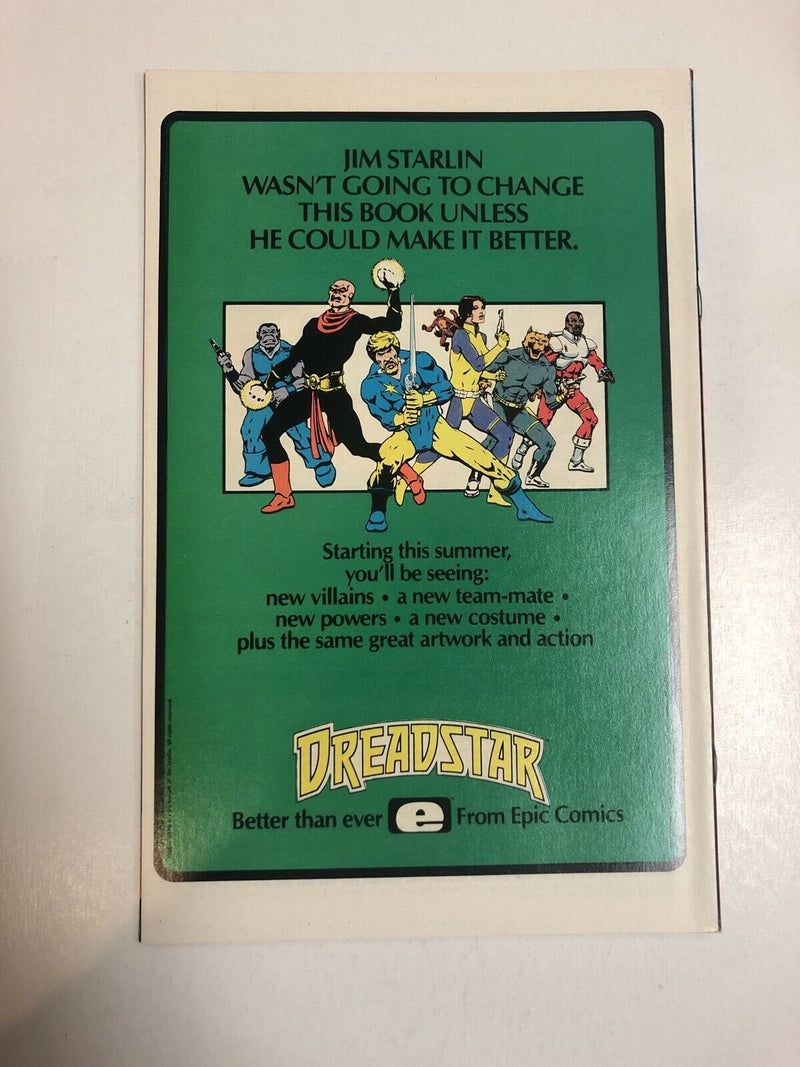 JIM STARLIN
WASN'T GOING TO CHANGE
THIS BOOK UNLESS
HE COULD MAKE IT BETTER.
Starting this summer,
you'll be seeing:
new villains • a new team-mate •
new powers • a new costume •
plus the same great artwork and action
DREADSTAR
Better than ever e From Epic Comics